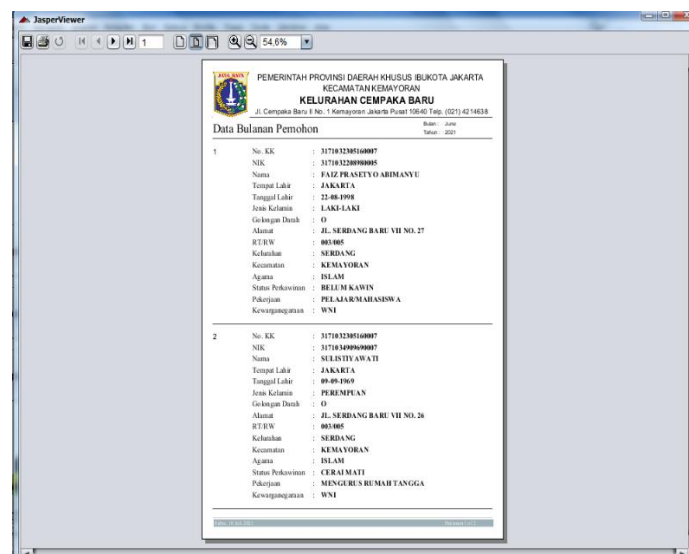 JasperViewer
1
54,6%
JAYA RAYA
PEMERINTAH PROVINSI DAERAH KHUSUS IBUKOTA JAKARTA
KECAMATAN KEMAYORAN
KELURAHAN CEMPAKA BARU
Jl. Cempaka Baru II No. 1 Kemayoran Jakarta Pusat 10640 Telp. (021) 4214638
Data Bulanan Pemohon
Bulan : June
Tahun : 2021
1 No. KK : 3171032305160007
NIK : 3171032208980005
Nama : FAIZ PRASETYO ABIMANYU
Tempat Lahir : JAKARTA
Tanggal Lahir : 22-08-1998
Jenis Kelamin : LAKI-LAKI
Golongan Darah : O
Alamat : JL. SERDANG BARU VII NO. 27
RT/RW : 003/005
Kelurahan : SERDANG
Kecamatan : KEMAYORAN
Agama : ISLAM
Status Perkawinan : BELUM KAWIN
Pekerjaan : PELAJAR/MAHASISWA
Kewarganegaraan : WNI
2 No. KK : 3171032305160007
NIK : 3171034909690007
Nama : SULISTIYAWATI
Tempat Lahir : JAKARTA
Tanggal Lahir : 09-09-1969
Jenis Kelamin : PEREMPUAN
Golongan Darah : O
Alamat : JL. SERDANG BARU VII NO. 26
RT/RW : 003/005
Kelurahan : SERDANG
Kecamatan : KEMAYORAN
Agama : ISLAM
Status Perkawinan : CERAI MATI
Pekerjaan : MENGURUS RUMAH TANGGA
Kewarganegaraan : WNI